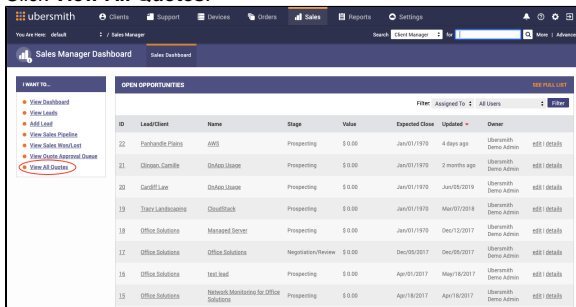 Click View All Quotes.
ubersmith Clients Support Devices Orders Sales Reports Settings
You Are Here: default / Sales Manager Search Client Manager for More | Advance
Sales Manager Dashboard Sales Dashboard
I WANT TO...
View Dashboard
View Leads
Add Lead
View Sales Pipeline
View Sales Won/Lost
View Quote Approval Queue
View All Quotes
OPEN OPPORTUNITIES SEE FULL LIST
Filter: Assigned To All Users Filter
ID Lead/Client Name Stage Value Expected Close Updated Owner
22 Panhandle Plains AWS Prospecting $ 0.00 Jan/01/1970 4 days ago Ubersmith Demo Admin edit | details
21 Clingan, Camille OnApp Usage Prospecting $ 0.00 Jan/01/1970 2 months ago Ubersmith Demo Admin edit | details
20 Cardiff Law OnApp Usage Prospecting $ 0.00 Jan/01/1970 Jun/05/2019 Ubersmith Demo Admin edit | details
19 Tracy Landscaping CloudStack Prospecting $ 0.00 Jan/01/1970 Mar/07/2018 Ubersmith Demo Admin edit | details
18 Office Solutions Managed Server Prospecting $ 0.00 Jan/01/1970 Dec/12/2017 Ubersmith Demo Admin edit | details
17 Office Solutions Office Solutions Negotiation/Review $ 0.00 Dec/05/2017 Dec/05/2017 Ubersmith Demo Admin edit | details
16 Office Solutions test lead Prospecting $ 0.00 Apr/01/2017 May/18/2017 Ubersmith Demo Admin edit | details
15 Office Solutions Network Monitoring for Office Solutions Prospecting $ 0.00 Apr/18/2017 Apr/18/2017 Ubersmith Demo Admin edit | details